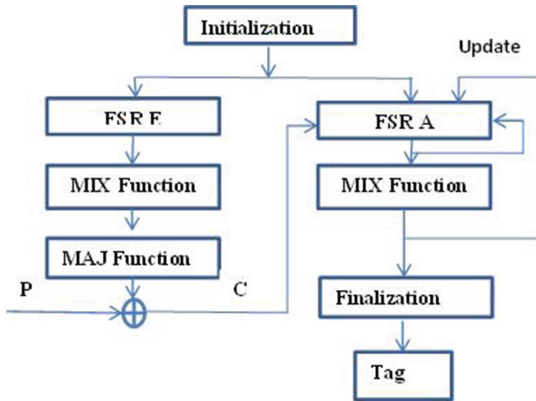 Initialization
Update
FSR E
FSR A
MIX Function
MIX Function
MAJ Function
P
C
Finalization
Tag